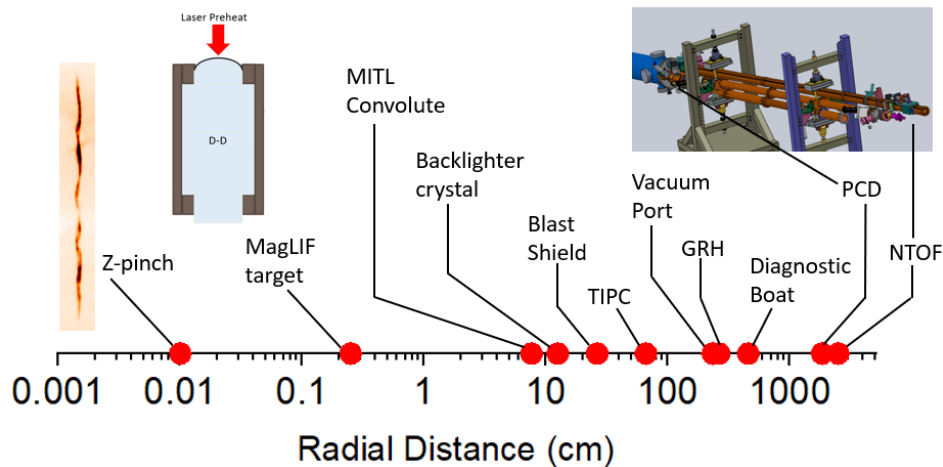 Laser Preheat
D-D
MITL
Convolute
Backlighter
crystal
Z-pinch
MagLIF
target
Blast
Shield
TIPC
Vacuum
Port
GRH
Diagnostic
Boat
PCD
NTOF
0.001 0.01 0.1 1 10 100 1000
Radial Distance (cm)